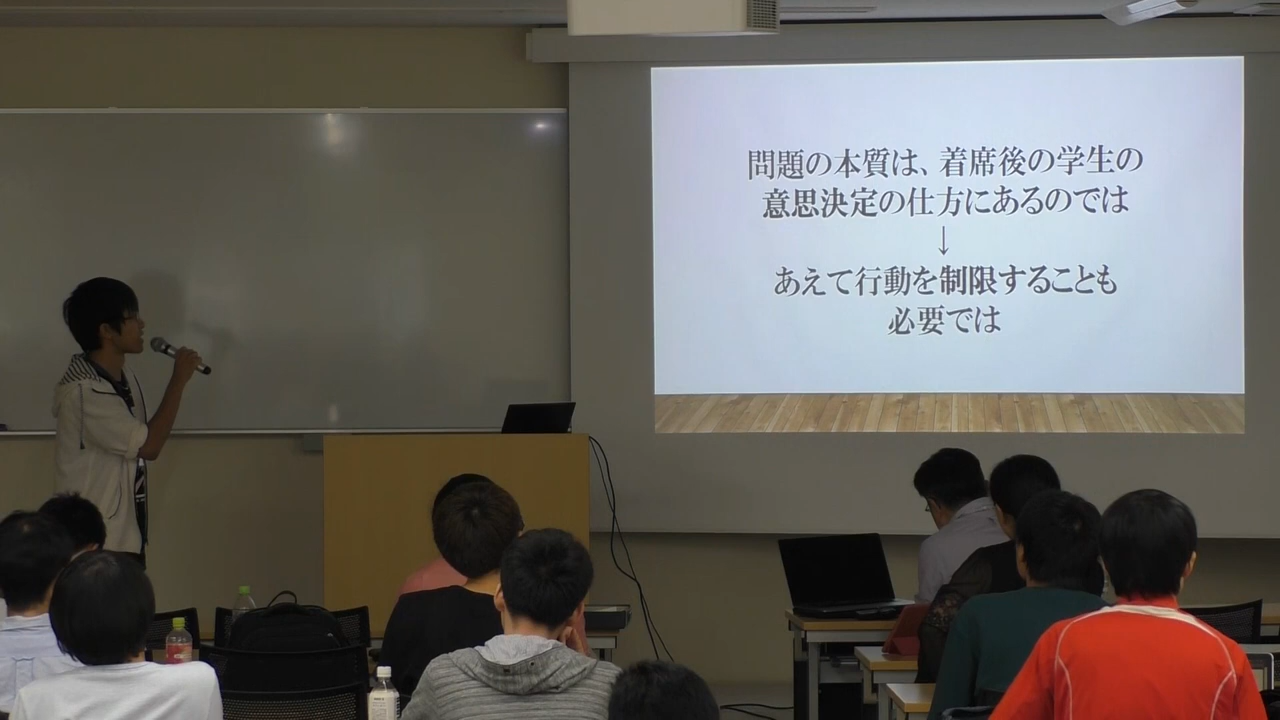 問題の本質は、着席後の学生の
意思決定の仕方にあるのでは
↓
あえて行動を制限することも
必要では